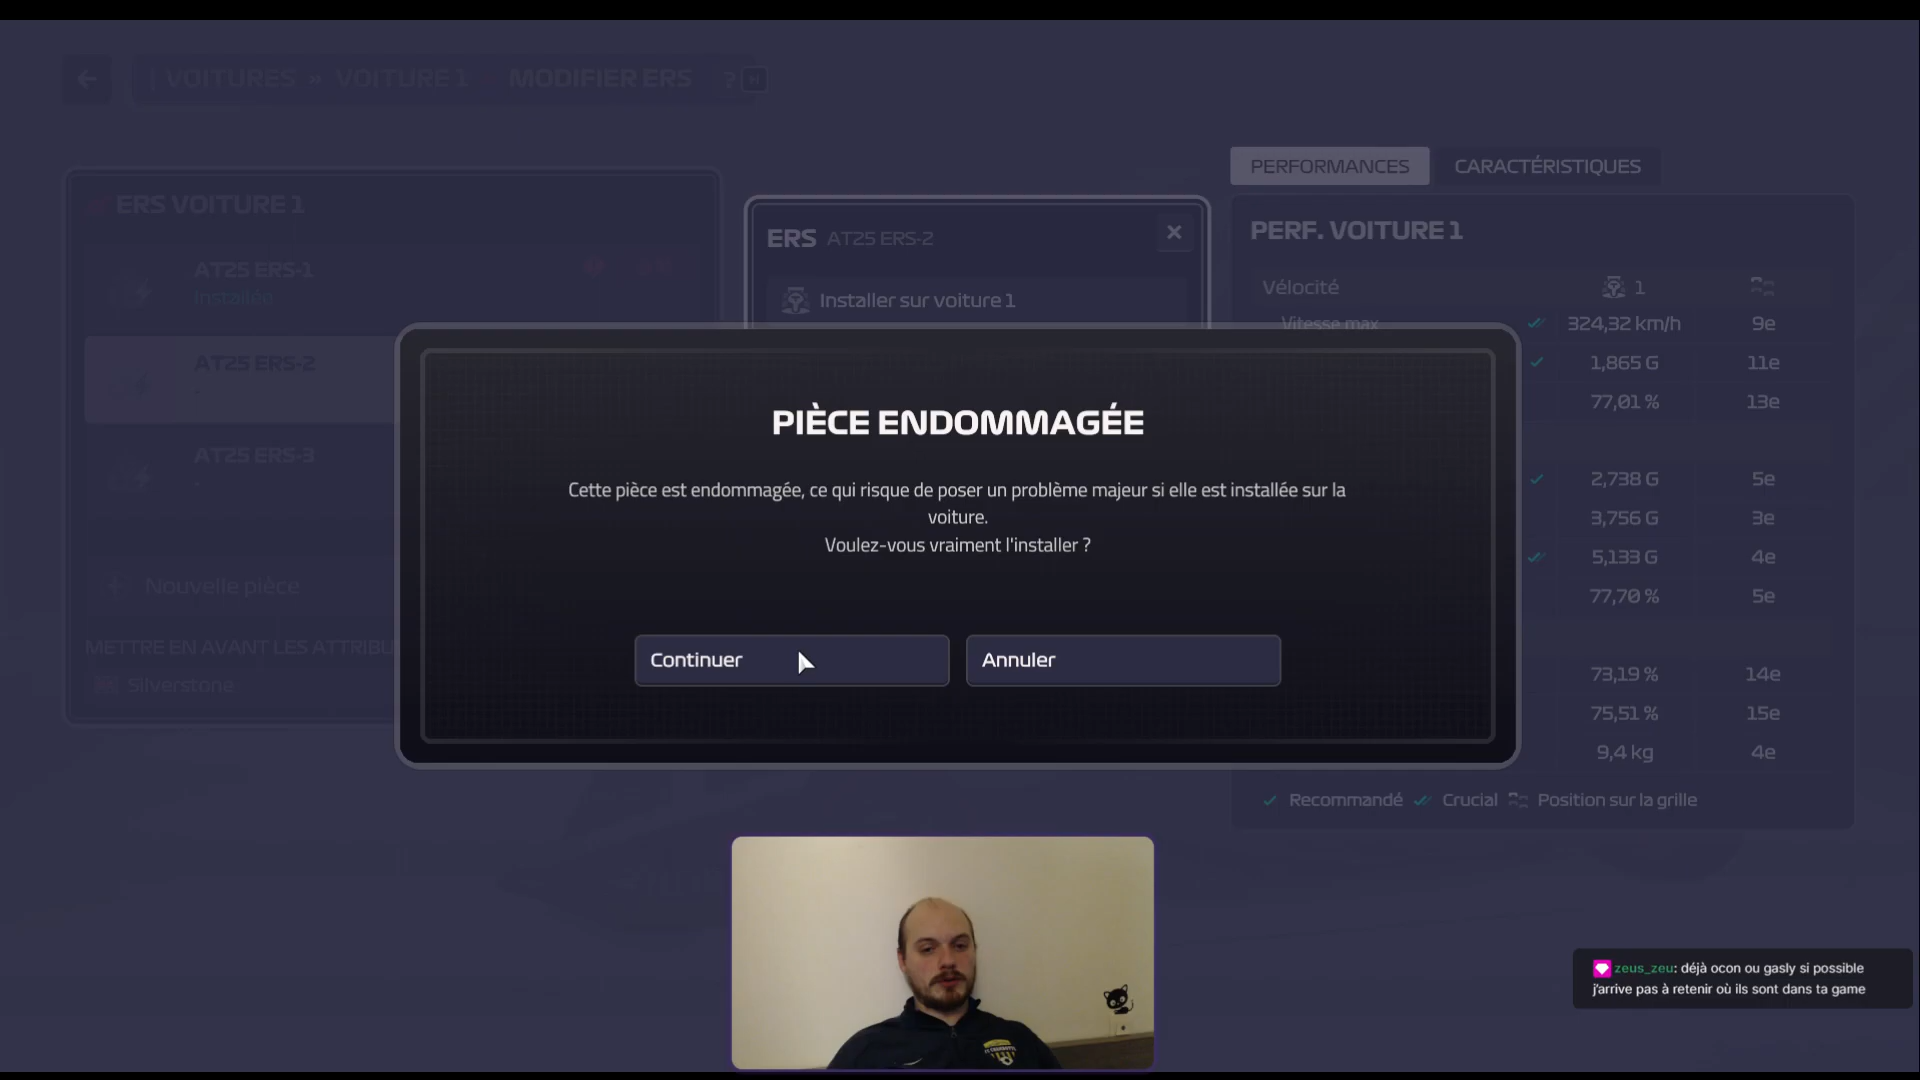 VOITURES » VOITURE 1 MODIFIER ERS ?
ERS VOITURE 1
AT25 ERS-1
Installée
AT25 ERS-2
-
AT25 ERS-3
-
Nouvelle pièce
METTRE EN AVANT LES
Silverstone
ERS AT25 ERS-2
Installer sur voiture 1
PERFORMANCES CARACTÉRISTIQUES
PERF. VOITURE 1
Vélocité 1
Vitesse max 324,32 km/h 9e
1,865 G 11e
77,01 % 13e
2,738 G 5e
3,756 G 3e
5,133 G 4e
77,70 % 5e
73,19 % 14e
75,51 % 15e
9,4 kg 4e
Recommandé Crucial Position sur la grille
PIÈCE ENDOMMAGÉE
Cette pièce est endommagée, ce qui risque de poser un problème majeur si elle est installée sur la
voiture.
Voulez-vous vraiment l'installer ?
Continuer Annuler
zeus_zeu: déjà ocon ou gasly si possible
j'arrive pas à retenir où ils sont dans ta game